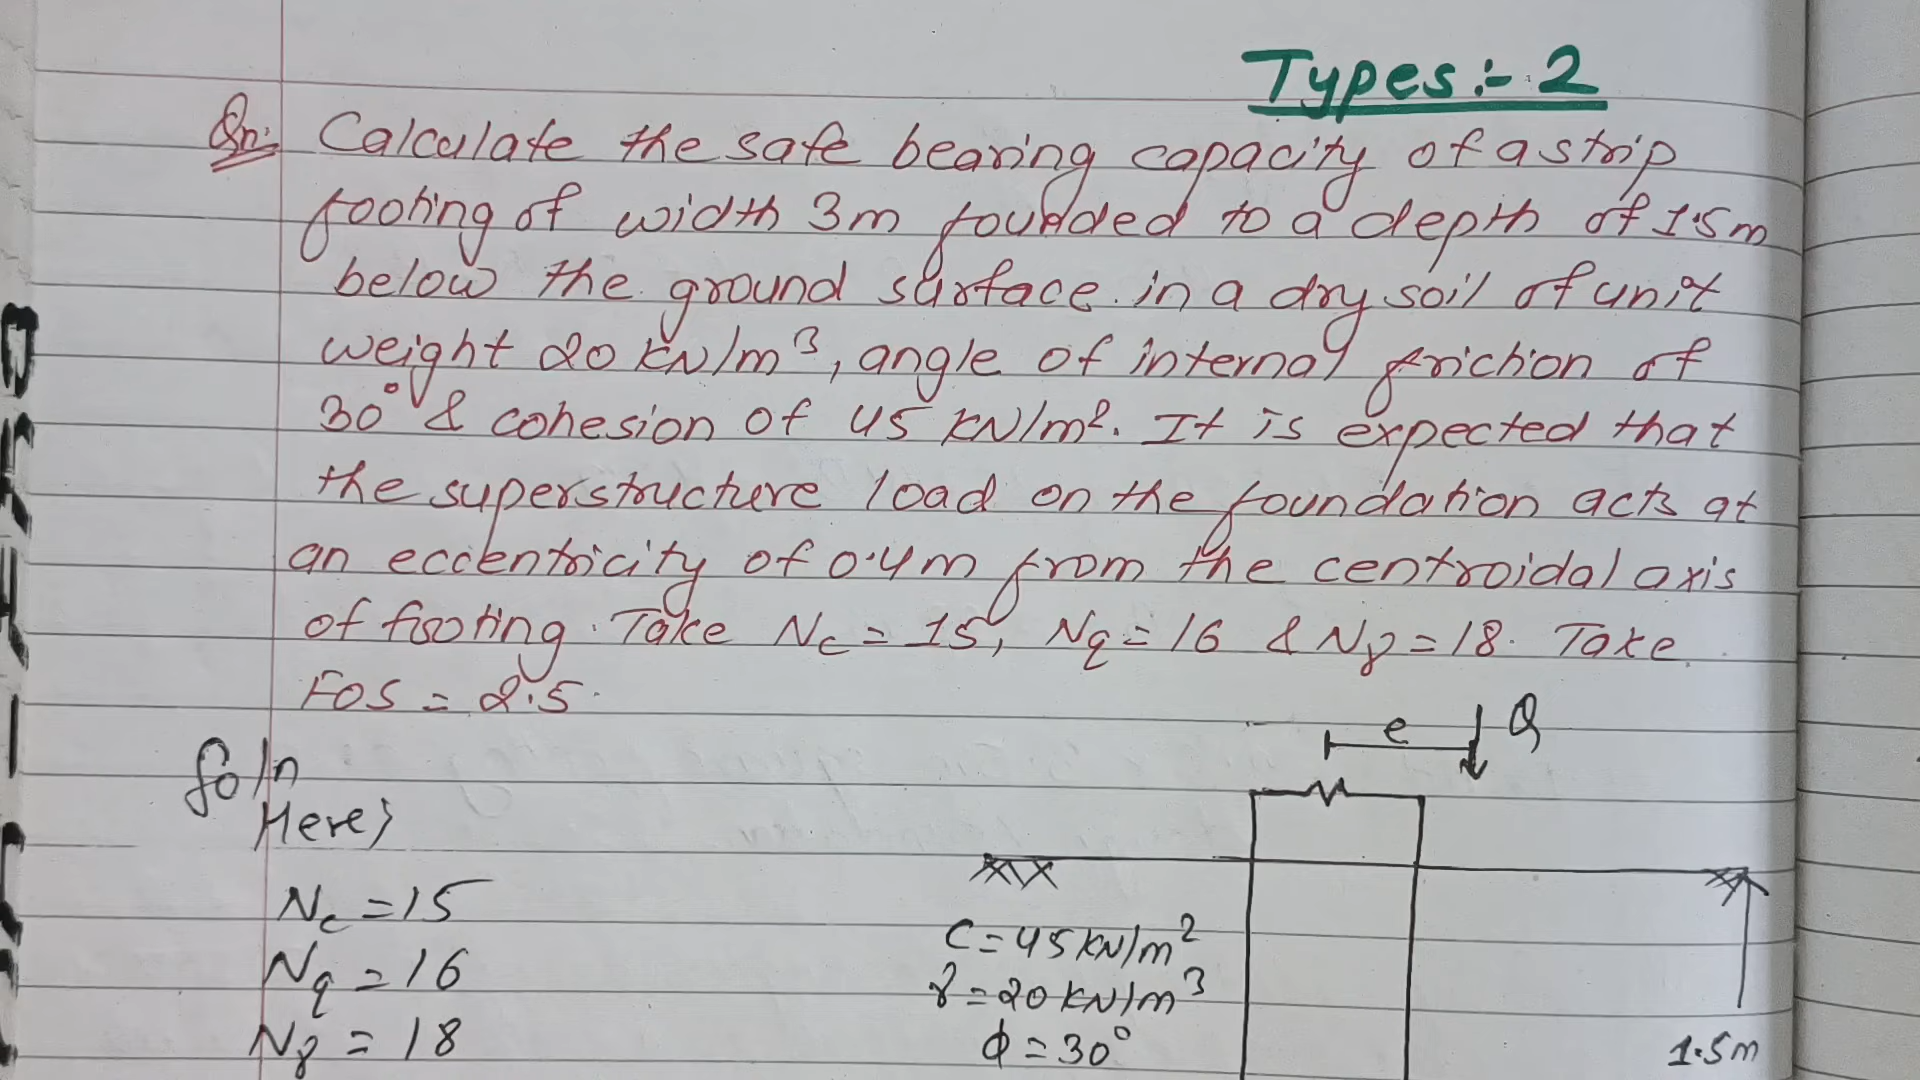 Types:- 2
Qn: Calculate the safe bearing capacity of a strip
footing of width 3m founded to a depth of 1.5m
below the ground surface in a dry soil of unit
weight 20 KN/m³, angle of internal friction of
30° & cohesion of 45 KN/m². It is expected that
the superstructure load on the foundation acts at
an eccentricity of 0.4m from the centroidal axis
of footing. Take Nc = 15, Nq = 16 & Nγ = 18. Take
FOS = 2.5.
e Q
Soln
Here,
Nc = 15
C = 45 KN/m²
Nq = 16
γ = 20 KN/m³
Nγ = 18
φ = 30°
1.5m